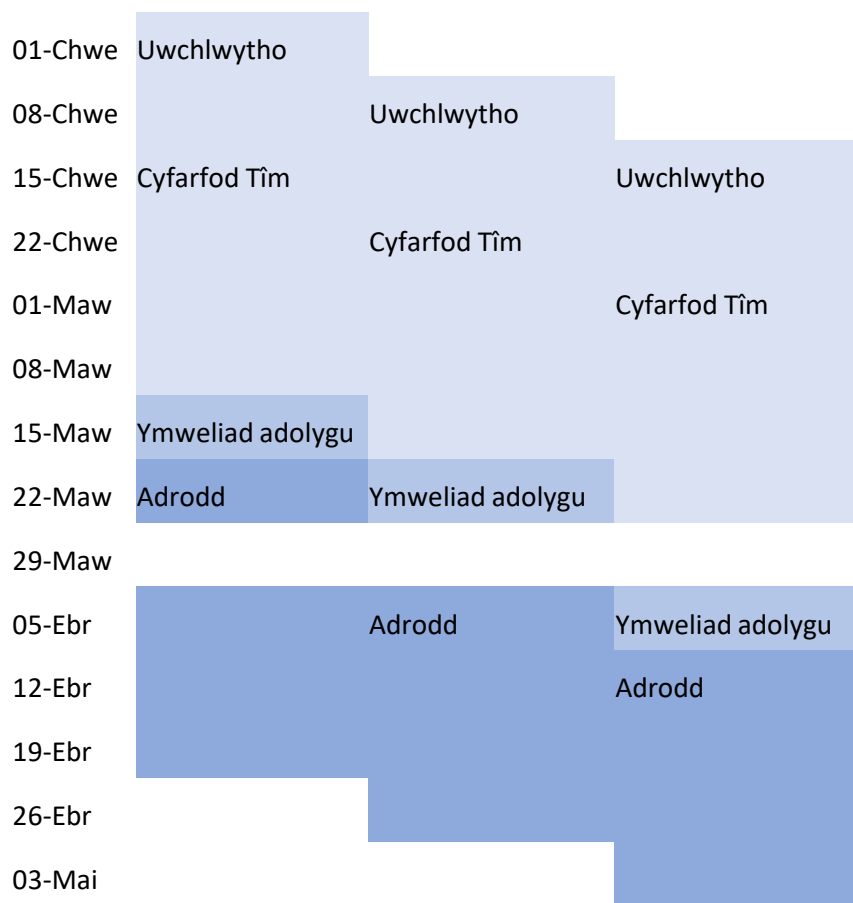 01-Chwe Uwchlwytho
08-Chwe Uwchlwytho
15-Chwe Cyfarfod Tîm Uwchlwytho
22-Chwe Cyfarfod Tîm
01-Maw Cyfarfod Tîm
08-Maw
15-Maw Ymweliad adolygu
22-Maw Adrodd Ymweliad adolygu
29-Maw
05-Ebr Adrodd Ymweliad adolygu
12-Ebr Adrodd
19-Ebr
26-Ebr
03-Mai